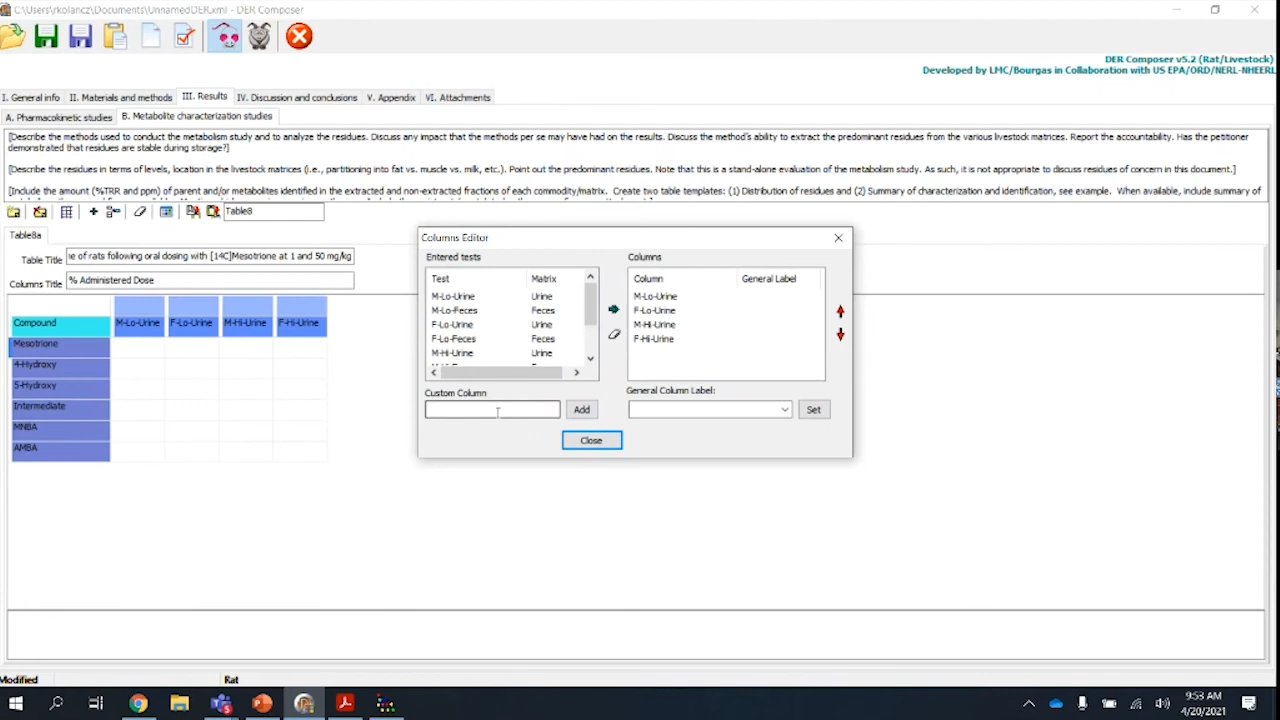 C:\Users\rkolancz\Documents\UnnamedDER.xml - DER Composer
DER Composer v5.2 (Rat/Livestock)
Developed by LMC/Bourgas in Collaboration with US EPA/ORD/NERL-NHEERL
I. General info II. Materials and methods III. Results IV. Discussion and conclusions V. Appendix VI. Attachments
A. Pharmacokinetic studies B. Metabolite characterization studies
[Describe the methods used to conduct the metabolism study and to analyze the residues. Discuss any impact that the methods per se may have had on the results. Discuss the method's ability to extract the predominant residues from the various livestock matrices. Report the accountability. Has the petitioner
demonstrated that residues are stable during storage?]
[Describe the residues in terms of levels, location in the livestock matrices (i.e., partitioning into fat vs. muscle vs. milk, etc.). Point out the predominant residues. Note that this is a stand-alone evaluation of the metabolism study. As such, it is not appropriate to discuss residues of concern in this document.]
[Include the amount (%TRR and ppm) of parent and/or metabolites identified in the extracted and non-extracted fractions of each commodity/matrix. Create two table templates: (1) Distribution of residues and (2) Summary of characterization and identification, see example. When available, include summary of
Table8
Table8a
Table Title
ne of rats following oral dosing with [14C]Mesotrione at 1 and 50 mg/kg
Columns Title
% Administered Dose
Compound M-Lo-Urine F-Lo-Urine M-Hi-Urine F-Hi-Urine
Mesotrione
4-Hydroxy
5-Hydroxy
Intermediate
MNBA
AMBA
Columns Editor
Entered tests
Test Matrix
M-Lo-Urine Urine
M-Lo-Feces Feces
F-Lo-Urine Urine
F-Lo-Feces Feces
M-Hi-Urine Urine
Columns
Column General Label
M-Lo-Urine
F-Lo-Urine
M-Hi-Urine
F-Hi-Urine
Custom Column
Add
General Column Label:
Set
Close
Modified Rat
9:53 AM
4/20/2021